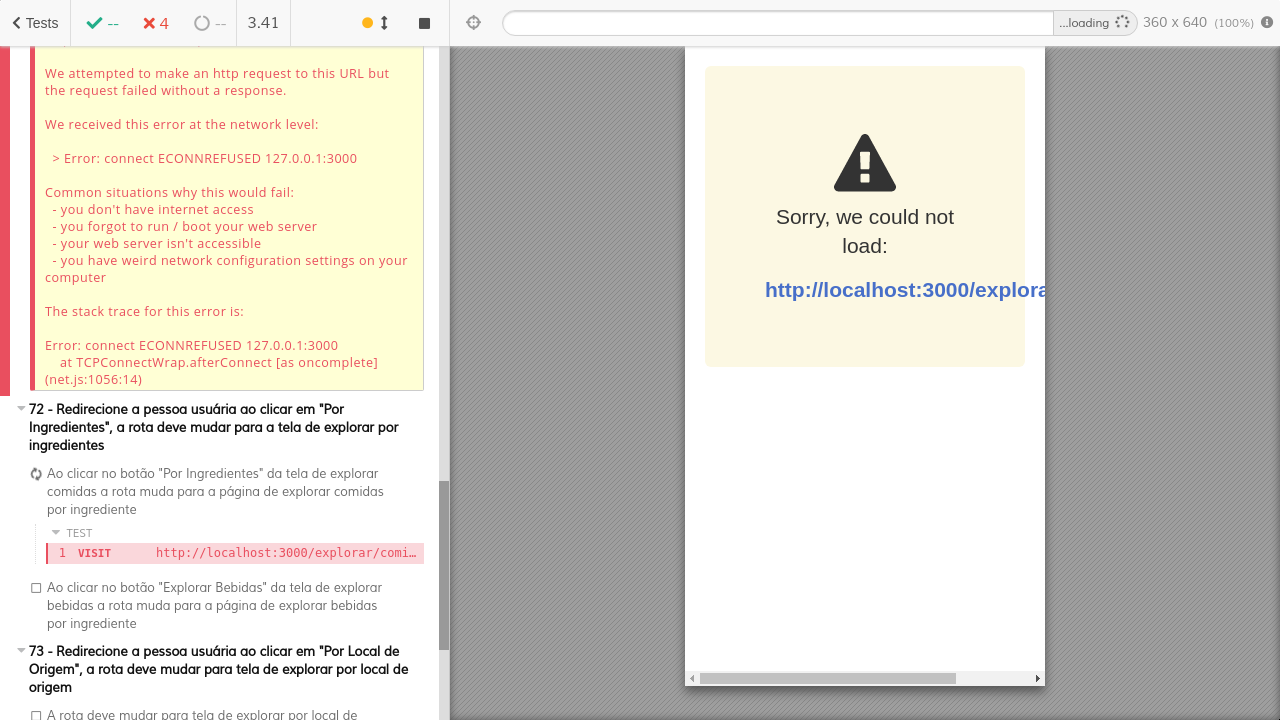 Tests
--
4
--
3.41
...loading
360 x 640 (100%)
We attempted to make an http request to this URL but
the request failed without a response.
We received this error at the network level:
> Error: connect ECONNREFUSED 127.0.0.1:3000
Common situations why this would fail:
- you don't have internet access
- you forgot to run / boot your web server
- your web server isn't accessible
- you have weird network configuration settings on your
computer
The stack trace for this error is:
Error: connect ECONNREFUSED 127.0.0.1:3000
at TCPConnectWrap.afterConnect [as oncomplete]
(net.js:1056:14)
72 - Redirecione a pessoa usuária ao clicar em "Por
Ingredientes", a rota deve mudar para a tela de explorar por
ingredientes
Ao clicar no botão "Por Ingredientes" da tela de explorar
comidas a rota muda para a página de explorar comidas
por ingrediente
TEST
1 VISIT http://localhost:3000/explorar/comi…
Ao clicar no botão "Explorar Bebidas" da tela de explorar
bebidas a rota muda para a página de explorar bebidas
por ingrediente
73 - Redirecione a pessoa usuária ao clicar em "Por Local de
Origem", a rota deve mudar para tela de explorar por local de
origem
A rota deve mudar para tela de explorar por local de
Sorry, we could not
load:
http://localhost:3000/explora